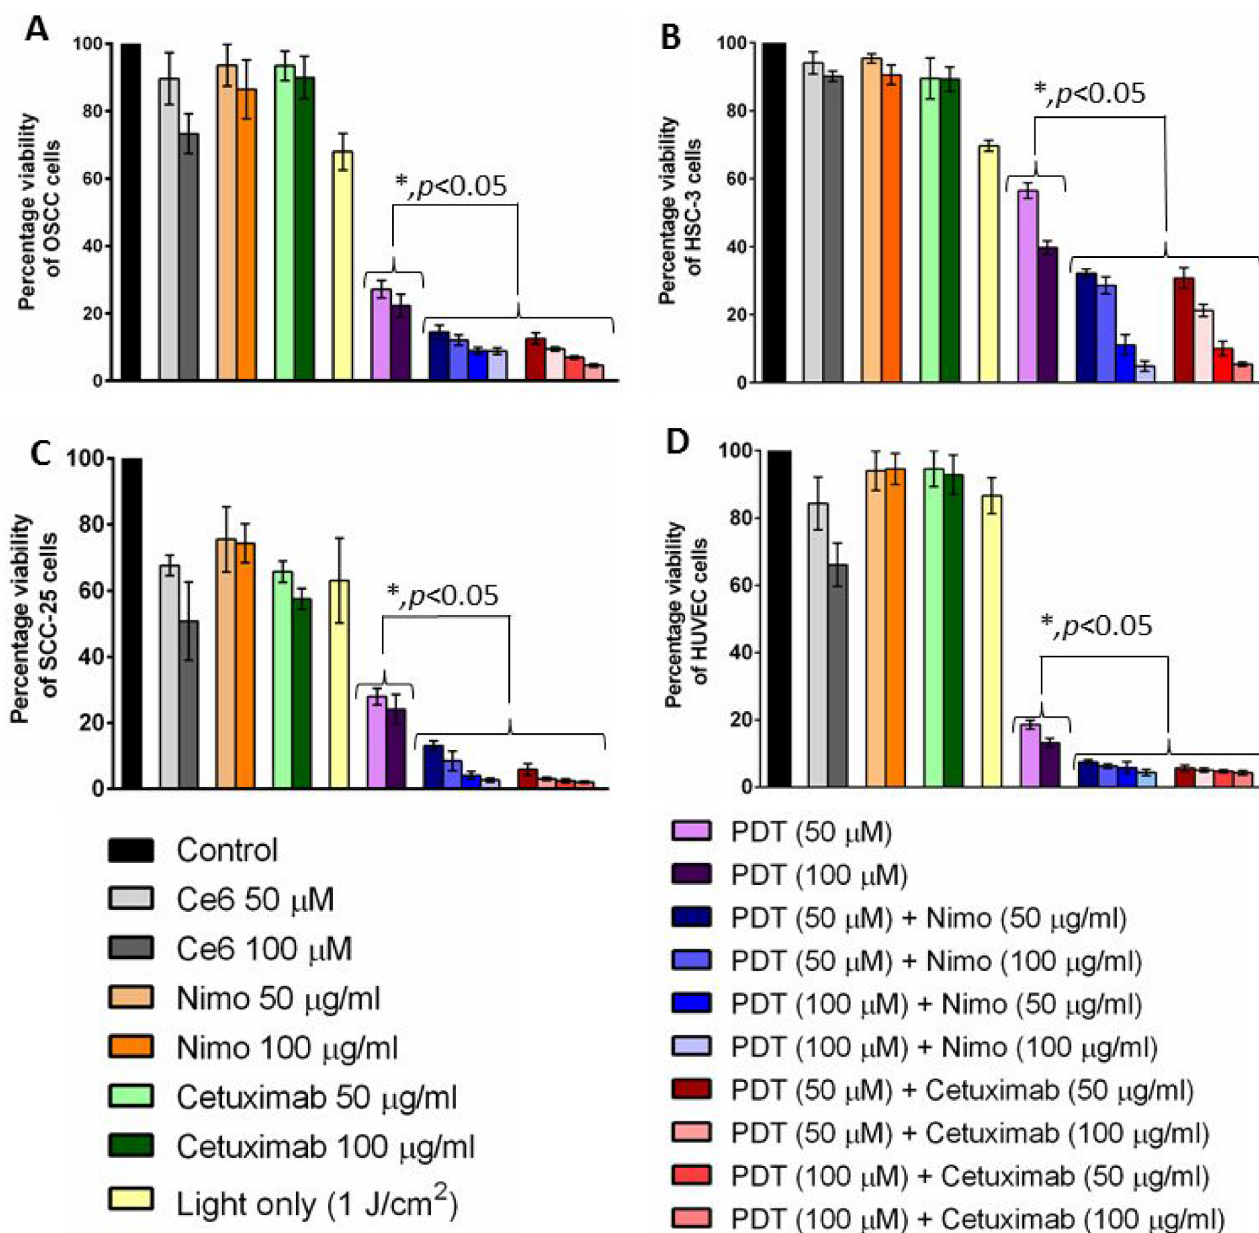 A
Percentage viability
of OSCC cells
100
80
60
40
20
0
*,p<0.05
B
Percentage viability
of HSC-3 cells
100
80
60
40
20
0
*,p<0.05
C
Percentage viability
of SCC-25 cells
100
80
60
40
20
0
*,p<0.05
D
Percentage viability
of HUVEC cells
100
80
60
40
20
0
*,p<0.05
Control
Ce6 50 μM
Ce6 100 μM
Nimo 50 μg/ml
Nimo 100 μg/ml
Cetuximab 50 μg/ml
Cetuximab 100 μg/ml
Light only (1 J/cm²)
PDT (50 μM)
PDT (100 μM)
PDT (50 μM) + Nimo (50 μg/ml)
PDT (50 μM) + Nimo (100 μg/ml)
PDT (100 μM) + Nimo (50 μg/ml)
PDT (100 μM) + Nimo (100 μg/ml)
PDT (50 μM) + Cetuximab (50 μg/ml)
PDT (50 μM) + Cetuximab (100 μg/ml)
PDT (100 μM) + Cetuximab (50 μg/ml)
PDT (100 μM) + Cetuximab (100 μg/ml)